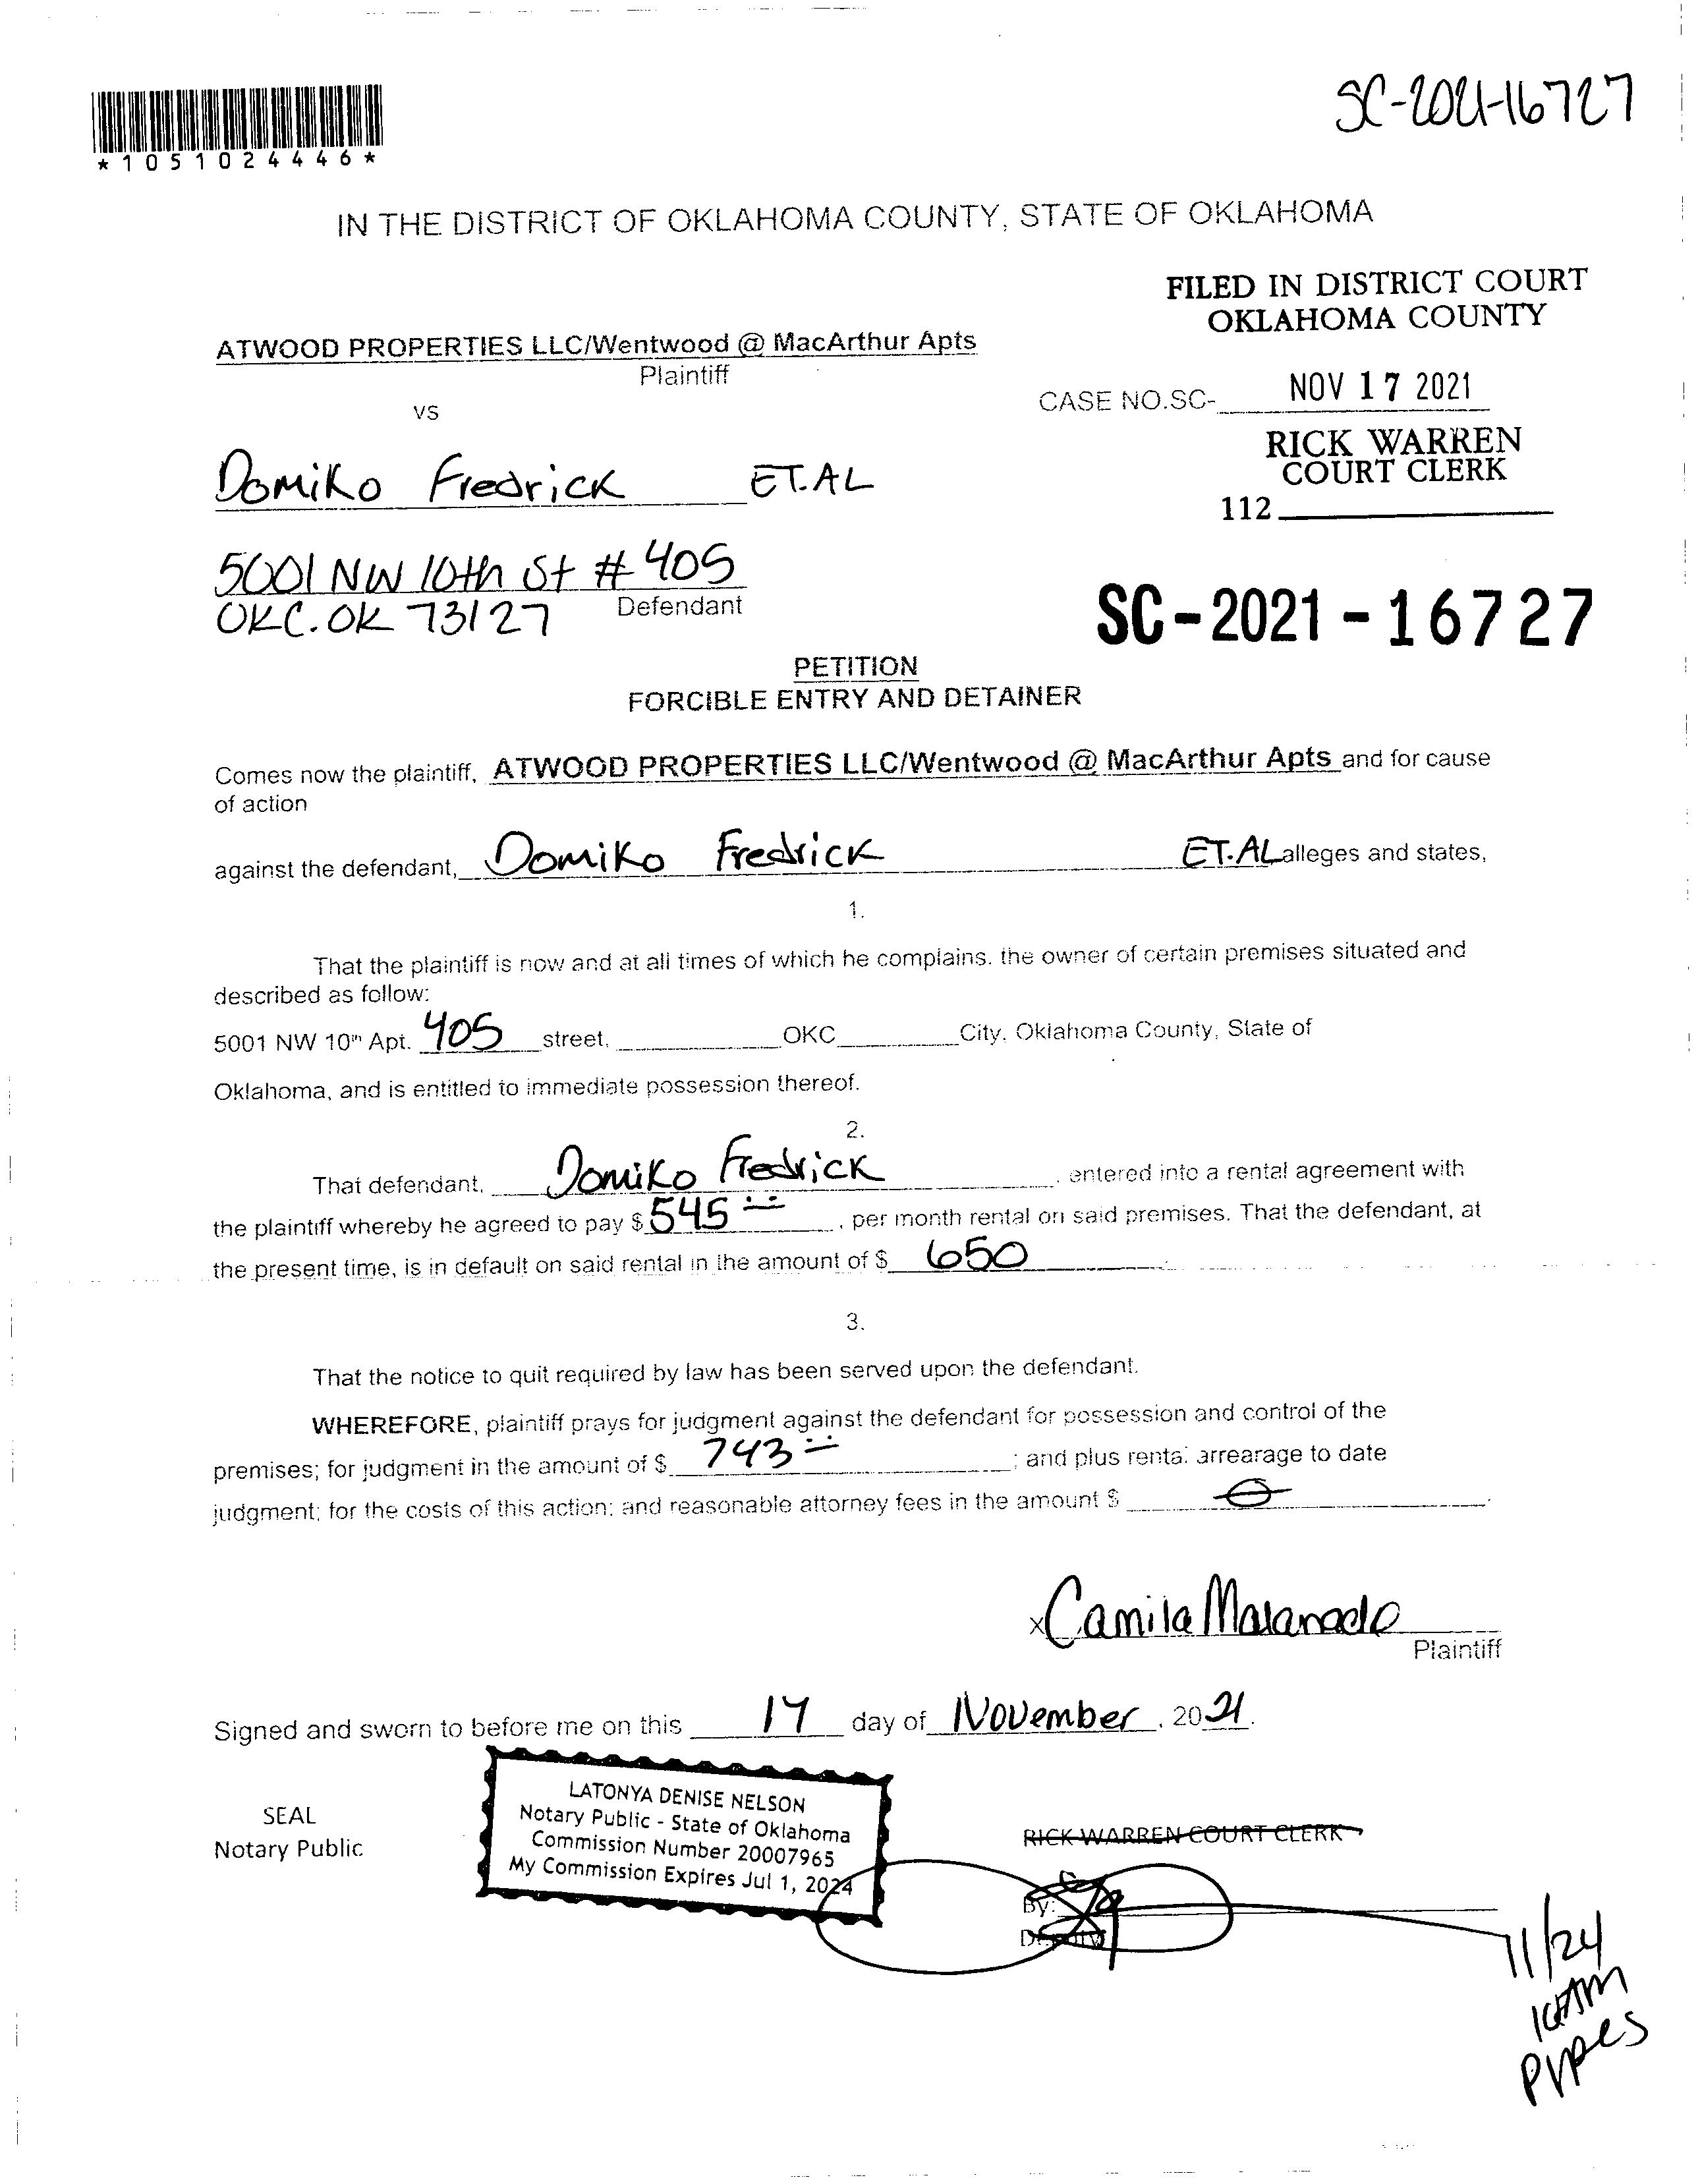 SC-2021-16727
*1051024446*
IN THE DISTRICT OF OKLAHOMA COUNTY, STATE OF OKLAHOMA
FILED IN DISTRICT COURT
OKLAHOMA COUNTY
ATWOOD PROPERTIES LLC/Wentwood @ MacArthur Apts
Plaintiff
vs
CASE NO.SC-
NOV 17 2021
RICK WARREN
COURT CLERK
112
Domiko Fredrick ET.AL
5001 NW 10th St # 405
OKC. OK 73127 Defendant
SC-2021-16727
PETITION
FORCIBLE ENTRY AND DETAINER
Comes now the plaintiff, ATWOOD PROPERTIES LLC/Wentwood @ MacArthur Apts and for cause
of action
against the defendant, Domiko Fredrick ET.AL alleges and states,
1.
That the plaintiff is now and at all times of which he complains. the owner of certain premises situated and
described as follow:
5001 NW 10th Apt. 405 street, OKC City, Oklahoma County, State of
Oklahoma, and is entitled to immediate possession thereof.
2.
That defendant, Domiko Fredrick, entered into a rental agreement with
the plaintiff whereby he agreed to pay $ 545, per month rental on said premises. That the defendant, at
the present time, is in default on said rental in the amount of $ 650.
3.
That the notice to quit required by law has been served upon the defendant.
WHEREFORE, plaintiff prays for judgment against the defendant for possession and control of the
premises; for judgment in the amount of $ 743; and plus rental arrearage to date
judgment; for the costs of this action; and reasonable attorney fees in the amount $
x Camila
Plaintiff
Signed and sworn to before me on this 17 day of November, 2021.
LATONYA DENISE NELSON
Notary Public - State of Oklahoma
Commission Number 20007965
My Commission Expires Jul 1, 2024
SEAL
Notary Public
RICK WARREN COURT CLERK
By:
Deputy
11/24